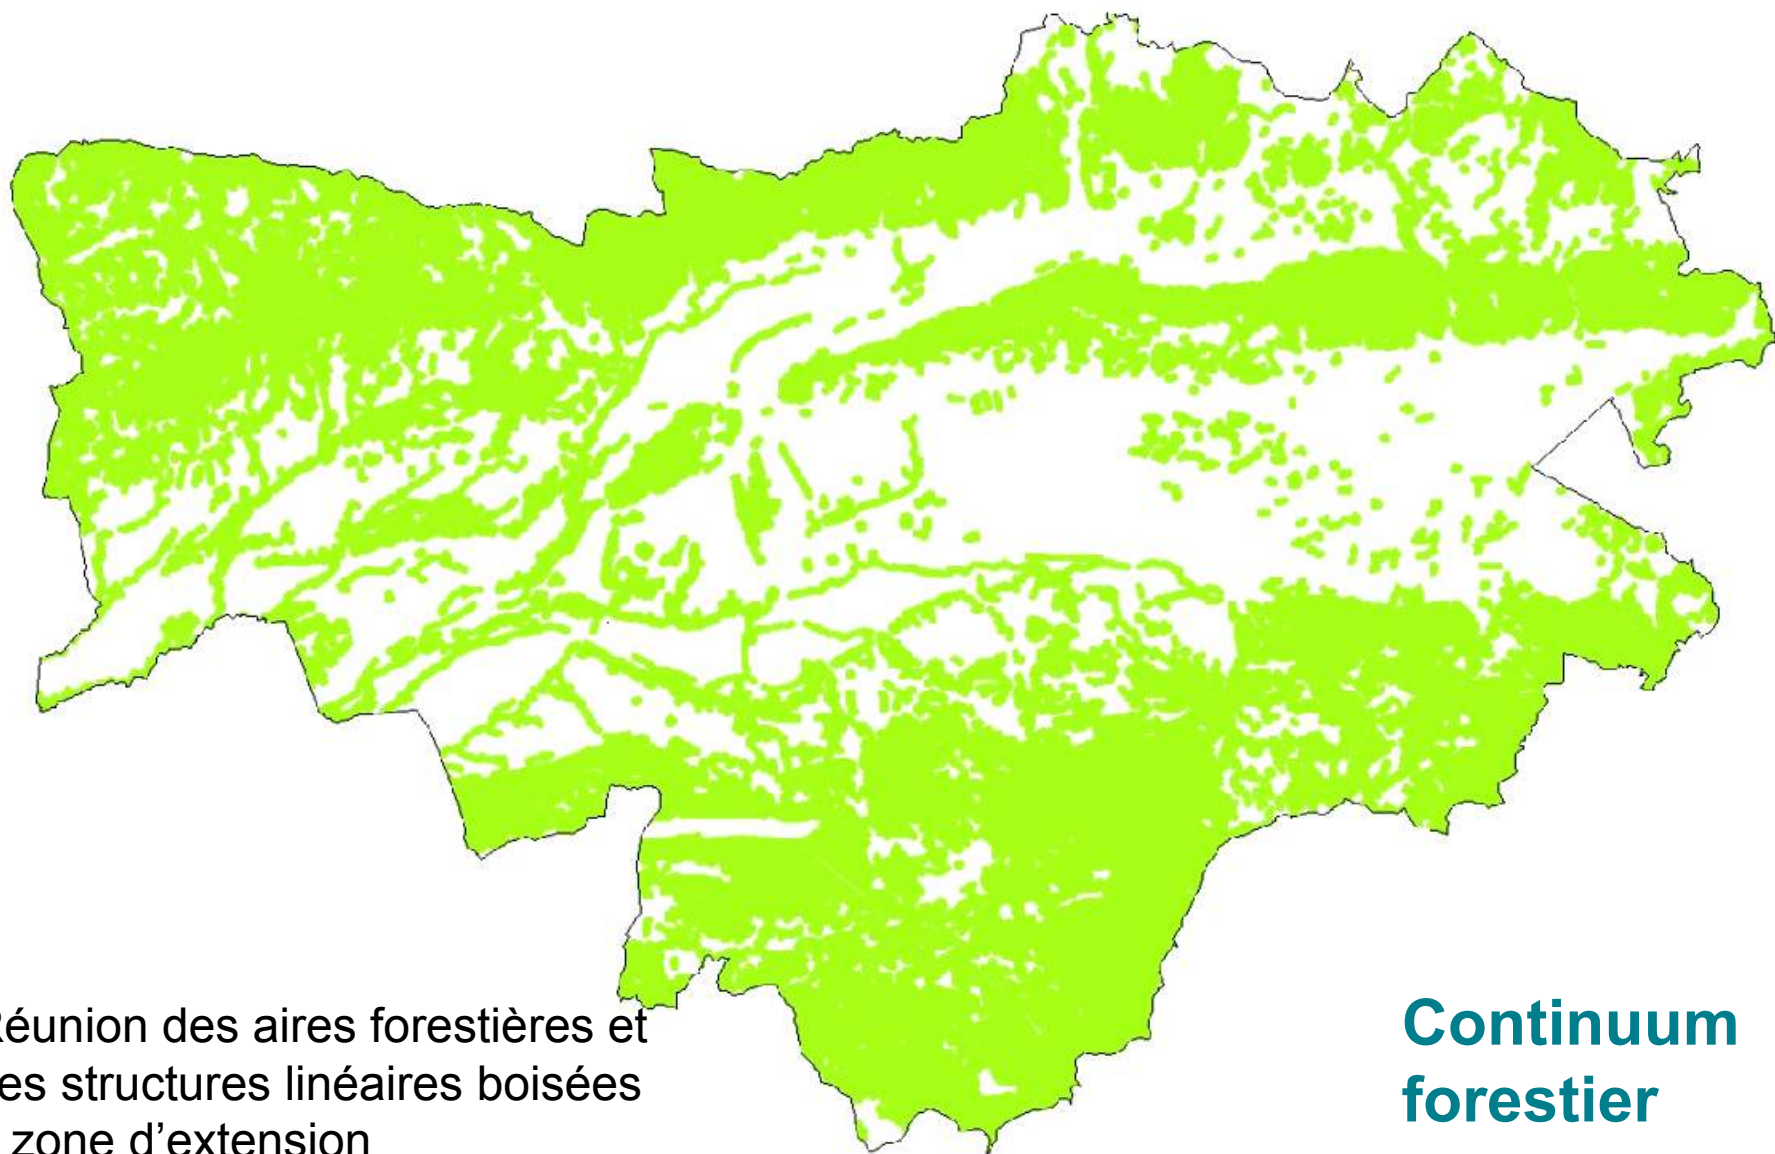 éunion des aires forestières et
es structures linéaires boisées
zone d'extension
Continuum
forestier